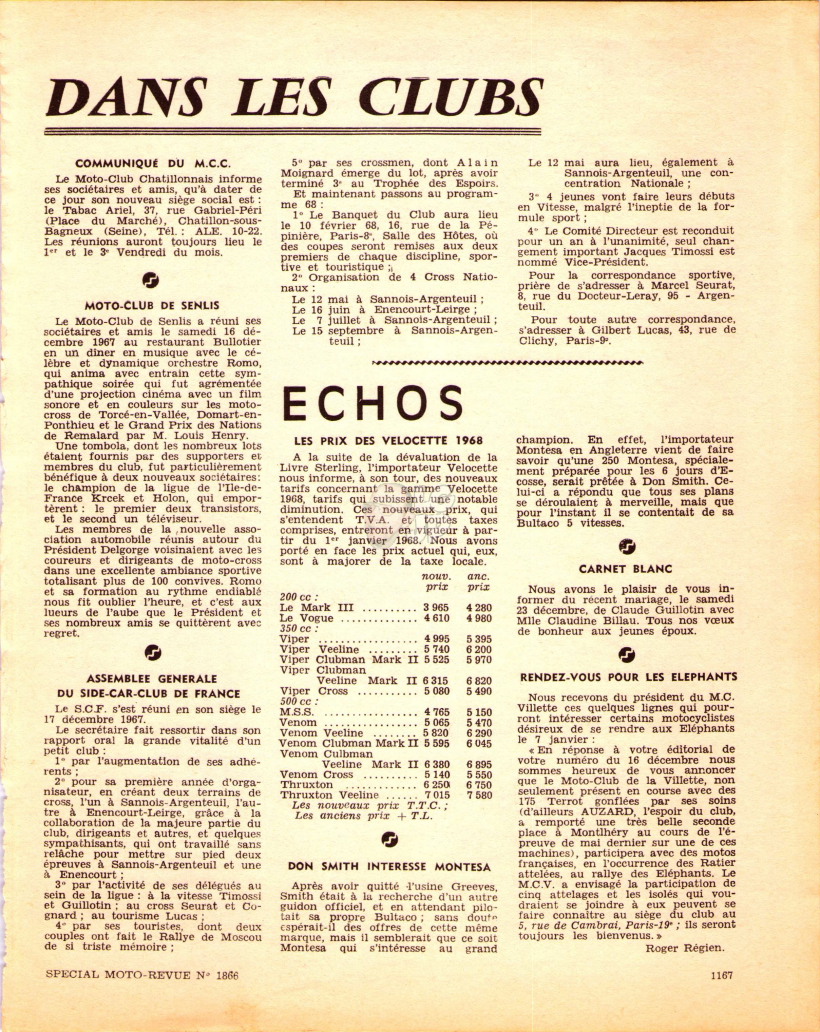 DANS LES CLUBS
COMMUNIQUÉ DU M.C.C.
Le Moto-Club Chatillonnais informe
ses sociétaires et amis, qu'à dater de
ce jour son nouveau siège social est :
le Tabac Ariel, 37, rue Gabriel-Péri
(Place du Marché), Chatillon-sous-
Bagneux (Seine), Tél. : ALE. 10-22.
Les réunions auront toujours lieu le
1er et le 3e Vendredi du mois.
MOTO-CLUB DE SENLIS
Le Moto-Club de Senlis a réuni ses
sociétaires et amis le samedi 16 dé-
cembre 1967 au restaurant Bullotier
en un dîner en musique avec le cé-
lèbre et dynamique orchestre Romo,
qui anima avec entrain cette sym-
pathique soirée qui fut agrémentée
d'une projection cinéma avec un film
sonore et en couleurs sur les moto-
cross de Torcé-en-Vallée, Domart-en-
Ponthieu et le Grand Prix des Nations
de Remalard par M. Louis Henry.
Une tombola, dont les nombreux lots
étaient fournis par des supporters et
membres du club, fut particulièrement
bénéfique à deux nouveaux sociétaires:
le champion de la ligue de l'Ile-de-
France Krcek et Holon, qui empor-
tèrent : le premier deux transistors,
et le second un téléviseur.
Les membres de la nouvelle asso-
ciation automobile réunis autour du
Président Delgorge voisinaient avec les
coureurs et dirigeants de moto-cross
dans une excellente ambiance sportive
totalisant plus de 100 convives. Romo
et sa formation au rythme endiablé
nous fit oublier l'heure, et c'est aux
lueurs de l'aube que le Président et
ses nombreux amis se quittèrent avec
regret.
ASSEMBLEE GENERALE
DU SIDE-CAR-CLUB DE FRANCE
Le S.C.F. s'est réuni en son siège le
17 décembre 1967.
Le secrétaire fait ressortir dans son
rapport oral la grande vitalité d'un
petit club :
1° par l'augmentation de ses adhé-
rents ;
2° pour sa première année d'orga-
nisateur, en créant deux terrains de
cross, l'un à Sannois-Argenteuil, l'au-
tre à Enencourt-Leirge, grâce à la
collaboration de la majeure partie du
club, dirigeants et autres, et quelques
sympathisants, qui ont travaillé sans
relâche pour mettre sur pied deux
épreuves à Sannois-Argenteuil et une
à Enencourt ;
3° par l'activité de ses délégués au
sein de la ligue : à la vitesse Timossi
et Guillotin ; au cross Seurat et Co-
gnard ; au tourisme Lucas ;
4° par ses touristes, dont deux
couples ont fait le Rallye de Moscou
de si triste mémoire ;
5° par ses crossmen, dont Alain
Moignard émerge du lot, après avoir
terminé 3e au Trophée des Espoirs.
Et maintenant passons au program-
me 68 :
1° Le Banquet du Club aura lieu
le 10 février 68, 16, rue de la Pé-
pinière, Paris-8e, Salle des Hôtes, où
des coupes seront remises aux deux
premiers de chaque discipline, spor-
tive et touristique ;
2° Organisation de 4 Cross Natio-
naux :
Le 12 mai à Sannois-Argenteuil ;
Le 16 juin à Enencourt-Leirge ;
Le 7 juillet à Sannois-Argenteuil ;
Le 15 septembre à Sannois-Argen-
teuil ;
Le 12 mai aura lieu, également à
Sannois-Argenteuil, une con-
centration Nationale ;
3° 4 jeunes vont faire leurs débuts
en Vitesse, malgré l'ineptie de la for-
mule sport ;
4° Le Comité Directeur est reconduit
pour un an à l'unanimité, seul chan-
gement important Jacques Timossi est
nommé Vice-Président.
Pour la correspondance sportive,
prière de s'adresser à Marcel Seurat,
8, rue du Docteur-Leray, 95 - Argen-
teuil.
Pour toute autre correspondance,
s'adresser à Gilbert Lucas, 43, rue de
Clichy, Paris-9e.
ECHOS
LES PRIX DES VELOCETTE 1968
A la suite de la dévaluation de la
Livre Sterling, l'importateur Velocette
nous informe, à son tour, des nouveaux
tarifs concernant la gamme Velocette
1968, tarifs qui subissent une notable
diminution. Ces nouveaux prix, qui
s'entendent T.V.A. et toutes taxes
comprises, entreront en vigueur à par-
tir du 1er janvier 1968. Nous avons
porté en face les prix actuel qui, eux,
sont à majorer de la taxe locale.
nouv. anc.
prix prix
200 cc :
Le Mark III .......... 3 965 4 280
Le Vogue ............. 4 610 4 980
350 cc :
Viper ................. 4 995 5 395
Viper Veeline ........ 5 740 6 200
Viper Clubman Mark II 5 525 5 970
Viper Clubman
Veeline Mark II 6 315 6 820
Viper Cross .......... 5 080 5 490
500 cc :
M.S.S. ................ 4 765 5 150
Venom ................ 5 065 5 470
Venom Veeline ....... 5 820 6 290
Venom Clubman Mark II 5 595 6 045
Venom Culbman
Veeline Mark II 6 380 6 895
Venom Cross ......... 5 140 5 550
Thruxton ............ 6 250 6 750
Thruxton Veeline ..... 7 015 7 580
Les nouveaux prix T.T.C. ;
Les anciens prix + T.L.
DON SMITH INTERESSE MONTESA
Après avoir quitté l'usine Greeves,
Smith était à la recherche d'un autre
guidon officiel, et en attendant pilo-
tait sa propre Bultaco ; sans doute
espérait-il des offres de cette même
marque, mais il semblerait que ce soit
Montesa qui s'intéresse au grand
champion. En effet, l'importateur
Montesa en Angleterre vient de faire
savoir qu'une 250 Montesa, spéciale-
ment préparée pour les 6 jours d'E-
cosse, serait prêtée à Don Smith. Ce-
lui-ci a répondu que tous ses plans
se déroulaient à merveille, mais que
pour l'instant il se contentait de sa
Bultaco 5 vitesses.
CARNET BLANC
Nous avons le plaisir de vous in-
former du récent mariage, le samedi
23 décembre, de Claude Guillotin avec
Mlle Claudine Billau. Tous nos vœux
de bonheur aux jeunes époux.
RENDEZ-VOUS POUR LES ELEPHANTS
Nous recevons du président du M.C.
Villette ces quelques lignes qui pour-
ront intéresser certains motocyclistes
désireux de se rendre aux Eléphants
le 7 janvier :
« En réponse à votre éditorial de
votre numéro du 16 décembre nous
sommes heureux de vous annoncer
que le Moto-Club de la Villette, non
seulement présent en course avec des
175 Terrot gonflées par ses soins
(d'ailleurs AUZARD, l'espoir du club,
a remporté une très belle seconde
place à Montlhéry au cours de l'é-
preuve de mai dernier sur une de ces
machines), participera avec des motos
françaises, en l'occurrence des Ratier
attelées, au rallye des Eléphants. Le
M.C.V. a envisagé la participation de
cinq attelages et les isolés qui vou-
draient se joindre à eux peuvent se
faire connaître au siège du club au
5, rue de Cambrai, Paris-19e ; ils seront
toujours les bienvenus. »
Roger Régien.
SPECIAL MOTO-REVUE N° 1866
1167